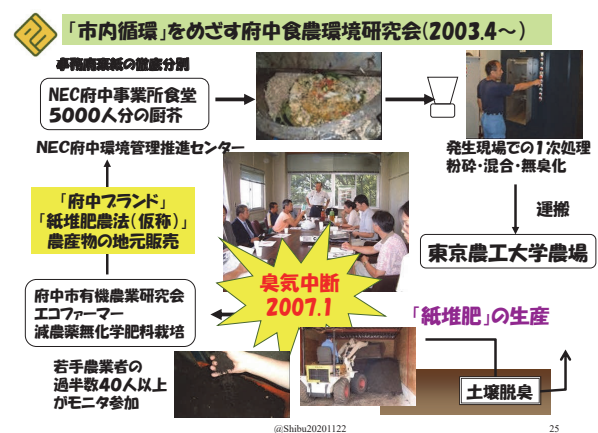 「市内循環」をめざす府中食農環境研究会(2003.4～)
事務廃棄紙の徹底分別
NEC府中事業所食堂
5000人分の厨芥
NEC府中環境管理推進センター
発生現場での1次処理
粉砕・混合・無臭化
運搬
東京農工大学農場
「府中ブランド」
「紙堆肥農法(仮称)」
農産物の地元販売
臭気中断
2007.1
府中市有機農業研究会
エコファーマー
減農薬無化学肥料栽培
「紙堆肥」の生産
若手農業者の
過半数40人以上
がモニタ参加
土壌脱臭
@Shibu20201122
25